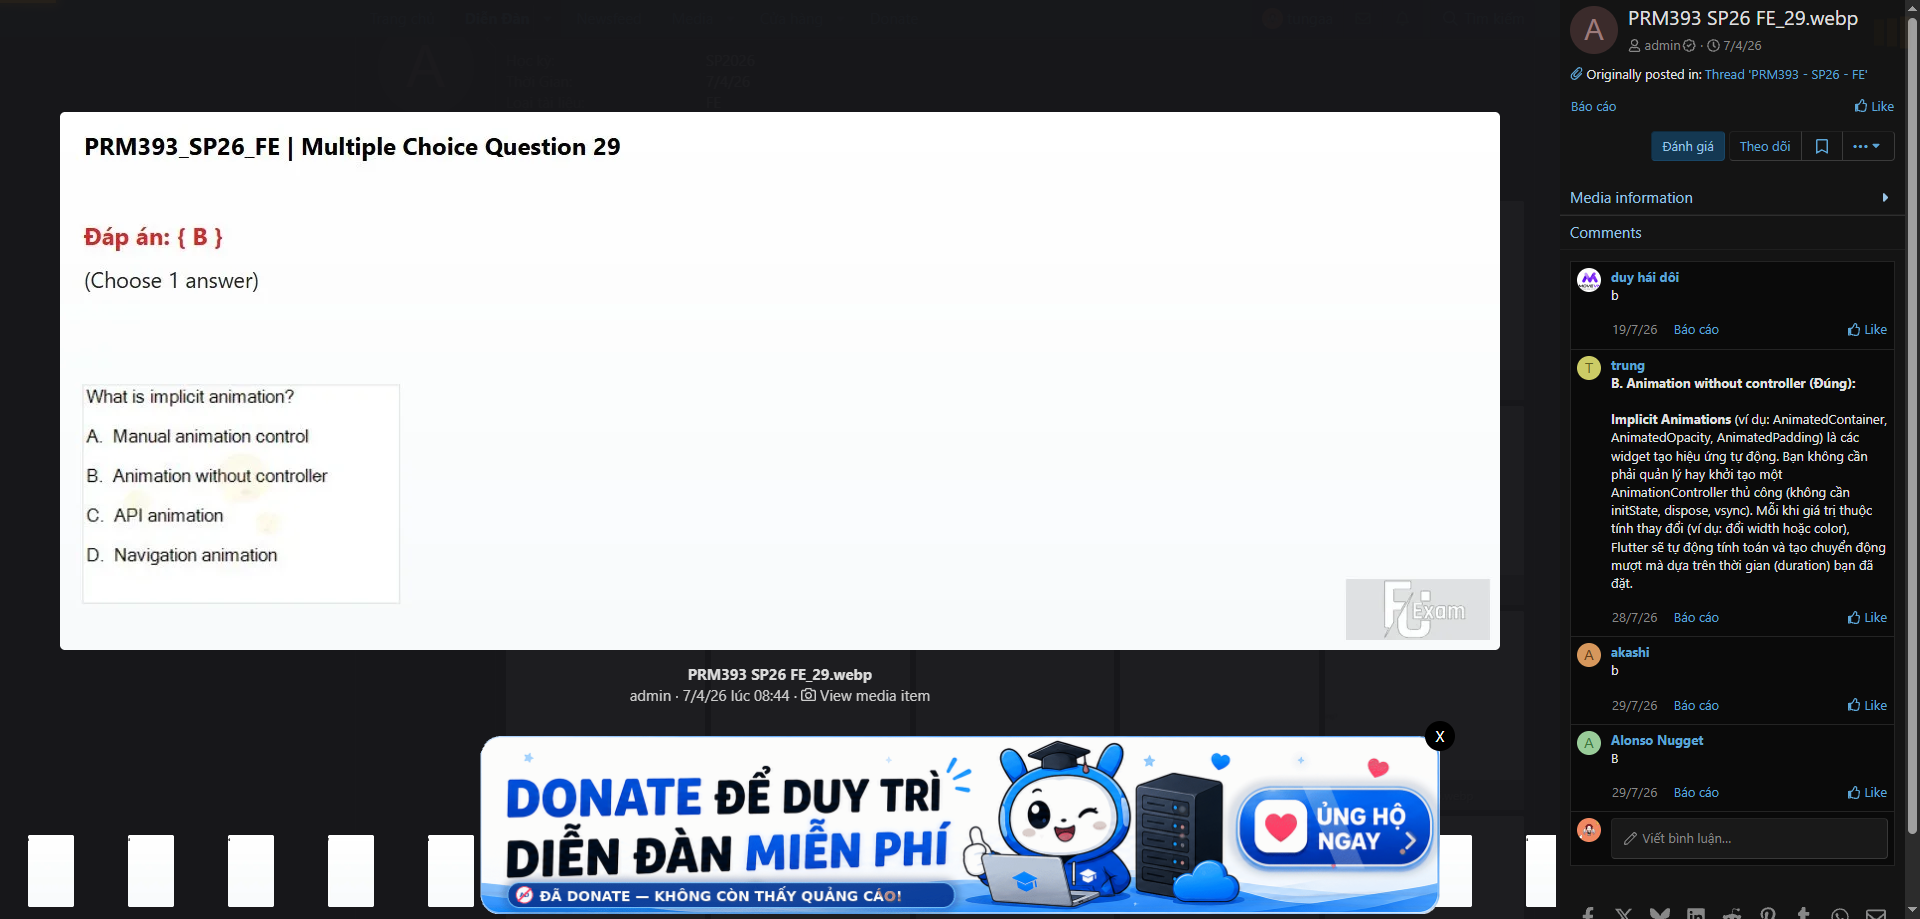 PRM393_SP26_FE | Multiple Choice Question 29
Đáp án: { B }
(Choose 1 answer)
What is implicit animation?
A. Manual animation control
B. Animation without controller
C. API animation
D. Navigation animation
FU Exam
PRM393 SP26 FE_29.webp
admin · 7/4/26 lúc 08:44 · View media item
X
DONATE ĐỂ DUY TRÌ
DIỄN ĐÀN MIỄN PHÍ
ĐÃ DONATE — KHÔNG CÒN THẤY QUẢNG CÁO!
ỦNG HỘ
NGAY
A
PRM393 SP26 FE_29.webp
admin · 7/4/26
Originally posted in: Thread 'PRM393 - SP26 - FE'
Báo cáo
Like
Đánh giá
Theo dõi
Media information
Comments
duy hái dôi
b
19/7/26 Báo cáo Like
T
trung
B. Animation without controller (Đúng):
Implicit Animations (ví dụ: AnimatedContainer,
AnimatedOpacity, AnimatedPadding) là các
widget tạo hiệu ứng tự động. Bạn không cần
phải quản lý hay khởi tạo một
AnimationController thủ công (không cần
initState, dispose, vsync). Mỗi khi giá trị thuộc
tính thay đổi (ví dụ: đổi width hoặc color),
Flutter sẽ tự động tính toán và tạo chuyển động
mượt mà dựa trên thời gian (duration) bạn đã
đặt.
28/7/26 Báo cáo Like
A
akashi
b
29/7/26 Báo cáo Like
A
Alonso Nugget
B
29/7/26 Báo cáo Like
Viết bình luận...